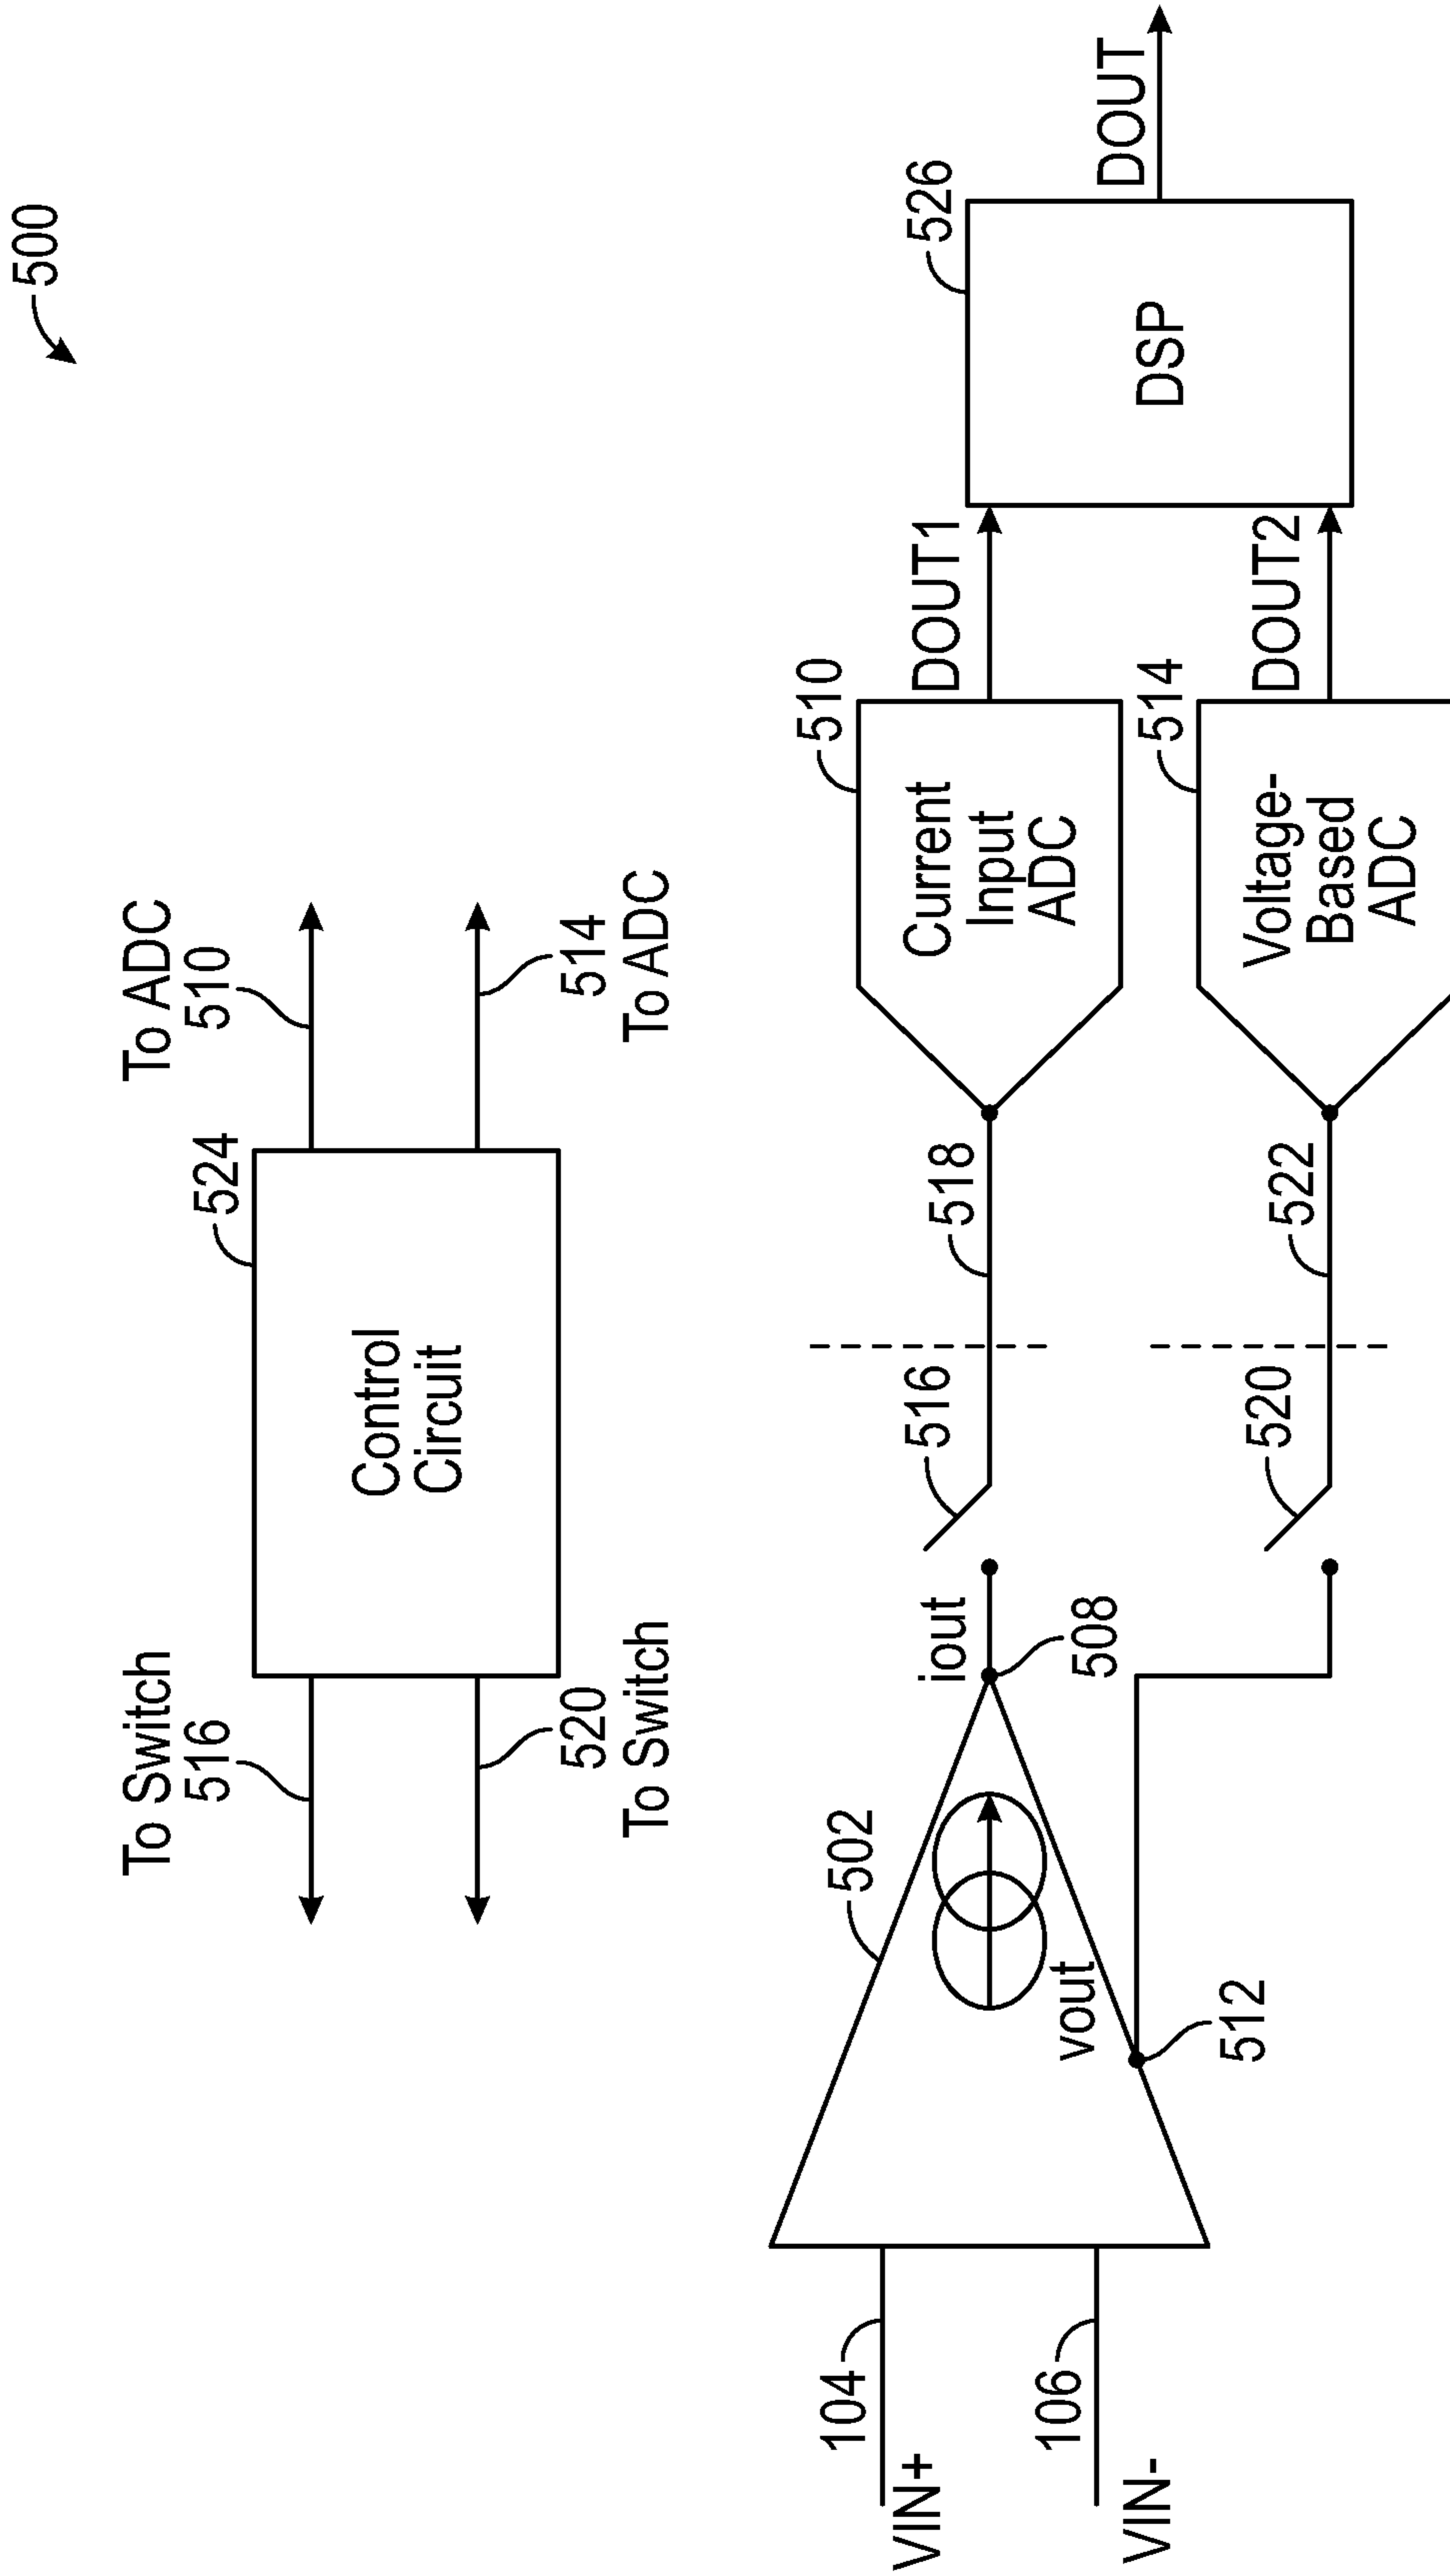 500
To Switch
516
To ADC
510
524
Control
Circuit
520
To Switch
514
To ADC
VIN+
104
VIN-
106
502
vout
512
iout
508
516
518
510
Current
Input
ADC
DOUT1
520
522
514
Voltage-
Based
ADC
DOUT2
526
DSP
DOUT